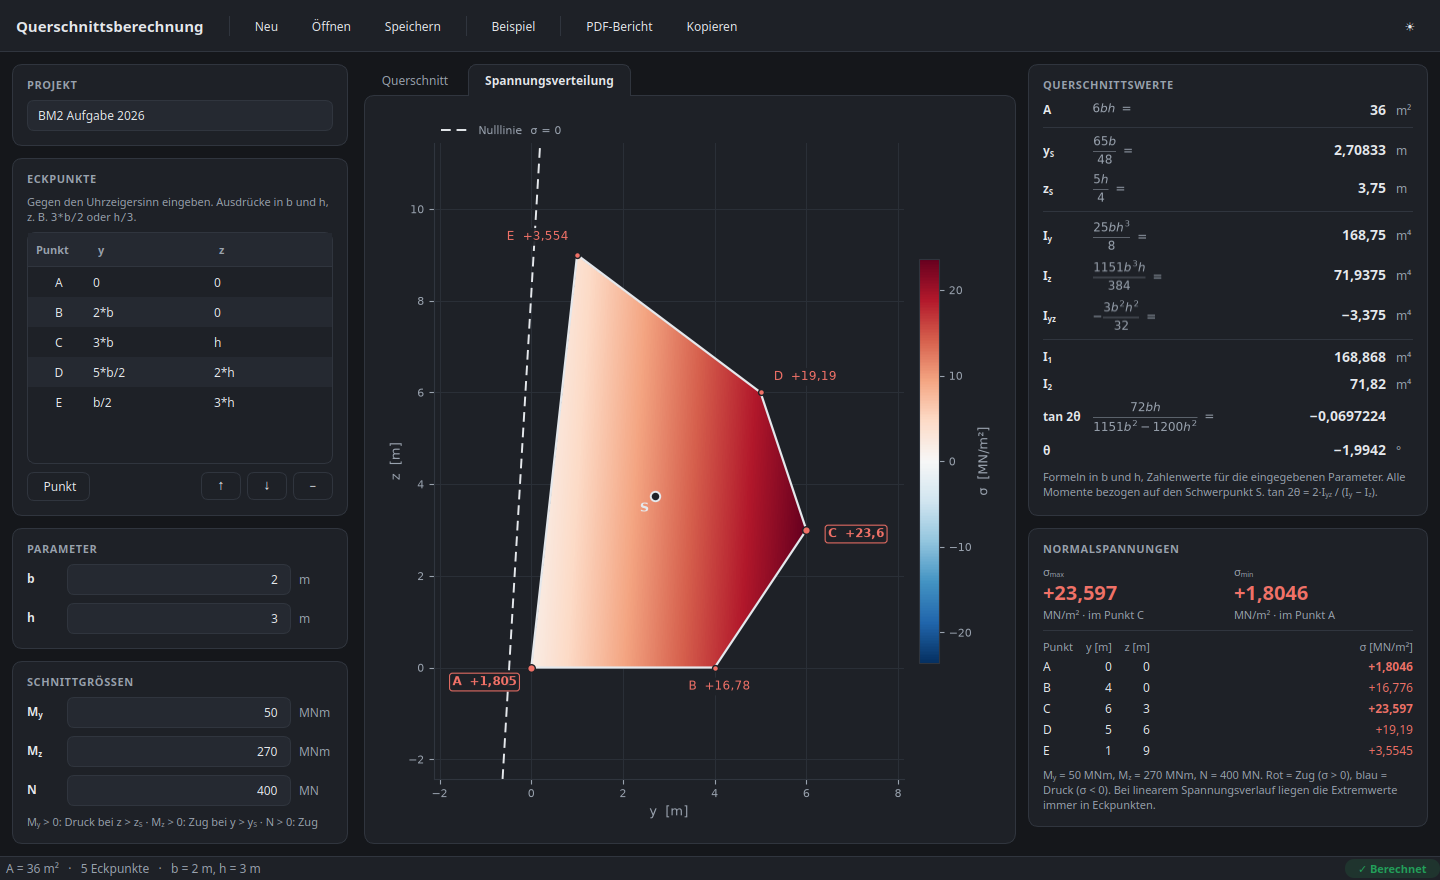 Querschnittsberechnung Neu Öffnen Speichern Beispiel PDF-Bericht Kopieren ☀
PROJEKT
BM2 Aufgabe 2026
ECKPUNKTE
Gegen den Uhrzeigersinn eingeben. Ausdrücke in b und h,
z. B. 3*b/2 oder h/3.
Punkt y z
A 0 0
B 2*b 0
C 3*b h
D 5*b/2 2*h
E b/2 3*h
Punkt ↑ ↓ −
PARAMETER
b 2 m
h 3 m
SCHNITTGRÖSSEN
My 50 MNm
Mz 270 MNm
N 400 MN
My > 0: Druck bei z > zS · Mz > 0: Zug bei y > yS · N > 0: Zug
Querschnitt Spannungsverteilung
Nulllinie σ = 0
10
8
6
4
2
0
−2
z [m]
−2 0 2 4 6 8
y [m]
E +3,554
D +19,19
C +23,6
S
A +1,805
B +16,78
20
10
0
−10
−20
σ [MN/m²]
QUERSCHNITTSWERTE
A 6bh = 36 m²
yS 65b/48 = 2,70833 m
zS 5h/4 = 3,75 m
Iy 25bh³/8 = 168,75 m⁴
Iz 1151b³h/384 = 71,9375 m⁴
Iyz −3b²h²/32 = −3,375 m⁴
I1 168,868 m⁴
I2 71,82 m⁴
tan 2θ 72bh/1151b² − 1200h² = −0,0697224
θ −1,9942 °
Formeln in b und h, Zahlenwerte für die eingegebenen Parameter. Alle
Momente bezogen auf den Schwerpunkt S. tan 2θ = 2·Iyz / (Iy − Iz).
NORMALSPANNUNGEN
σmax σmin
+23,597 +1,8046
MN/m² · im Punkt C MN/m² · im Punkt A
Punkt y [m] z [m] σ [MN/m²]
A 0 0 +1,8046
B 4 0 +16,776
C 6 3 +23,597
D 5 6 +19,19
E 1 9 +3,5545
My = 50 MNm, Mz = 270 MNm, N = 400 MN. Rot = Zug (σ > 0), blau =
Druck (σ < 0). Bei linearem Spannungsverlauf liegen die Extremwerte
immer in Eckpunkten.
A = 36 m² · 5 Eckpunkte · b = 2 m, h = 3 m ✓ Berechnet